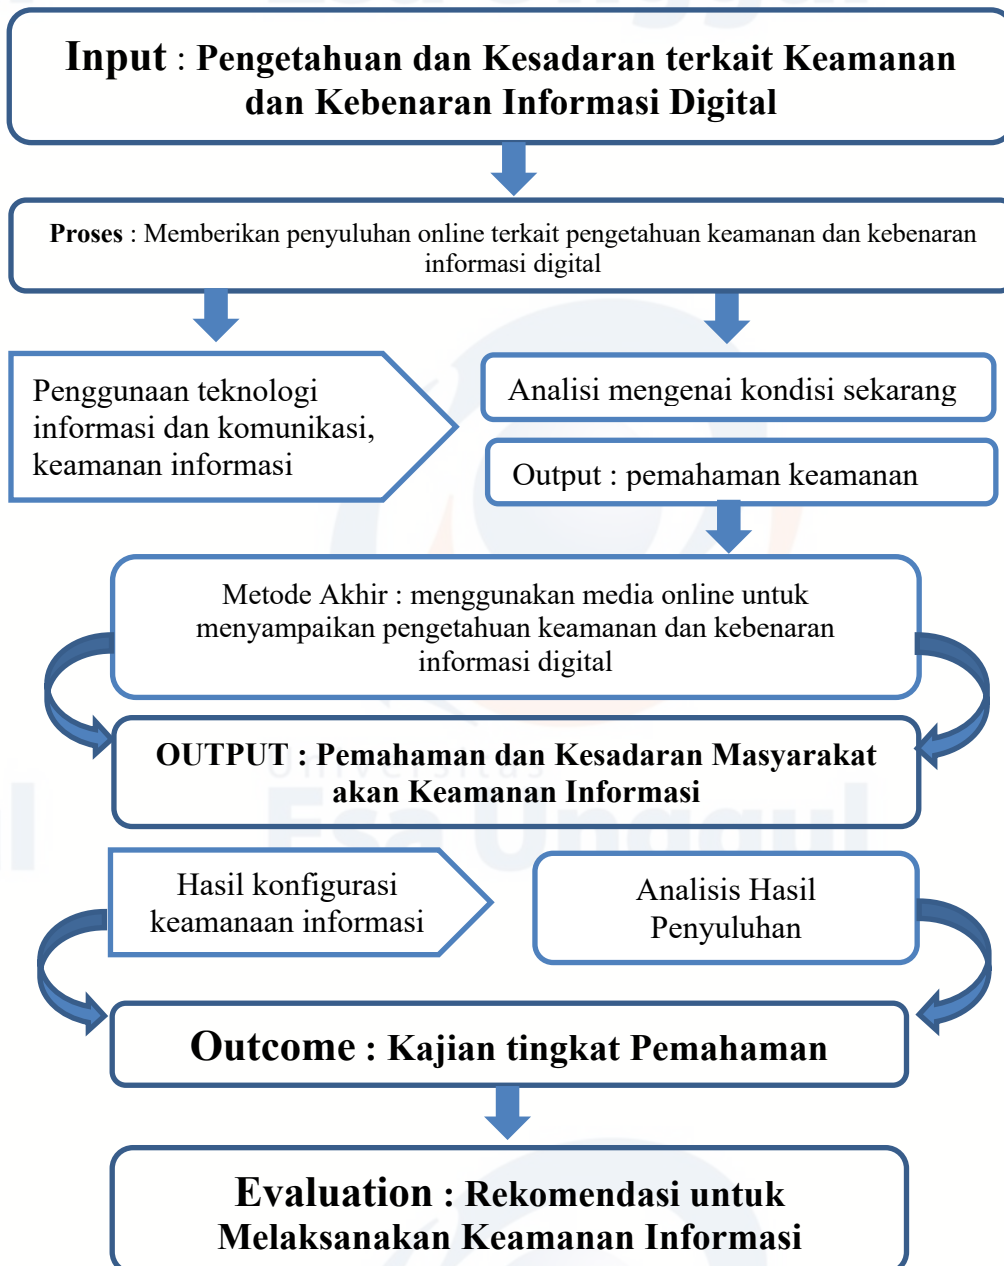 Input : Pengetahuan dan Kesadaran terkait Keamanan
dan Kebenaran Informasi Digital
Proses : Memberikan penyuluhan online terkait pengetahuan keamanan dan kebenaran
informasi digital
Penggunaan teknologi
informasi dan komunikasi,
keamanan informasi
Analisi mengenai kondisi sekarang
Output : pemahaman keamanan
Metode Akhir : menggunakan media online untuk
menyampaikan pengetahuan keamanan dan kebenaran
informasi digital
OUTPUT : Pemahaman dan Kesadaran Masyarakat
akan Keamanan Informasi
Universitas
Esa Unggul
Hasil konfigurasi
keamanaan informasi
Analisis Hasil
Penyuluhan
Outcome : Kajian tingkat Pemahaman
Evaluation : Rekomendasi untuk
Melaksanakan Keamanan Informasi